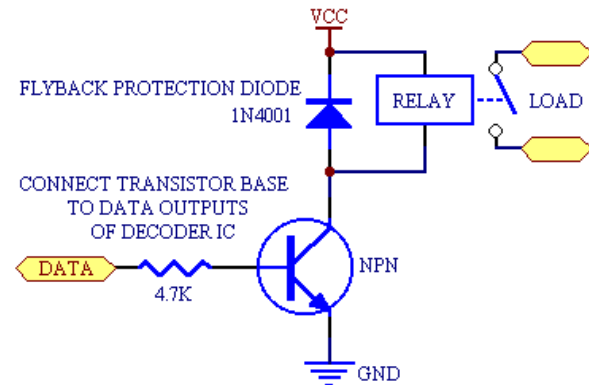 VCC
FLYBACK PROTECTION DIODE
1N4001
RELAY
LOAD
CONNECT TRANSISTOR BASE
TO DATA OUTPUTS
OF DECODER IC
DATA
4.7K
NPN
GND